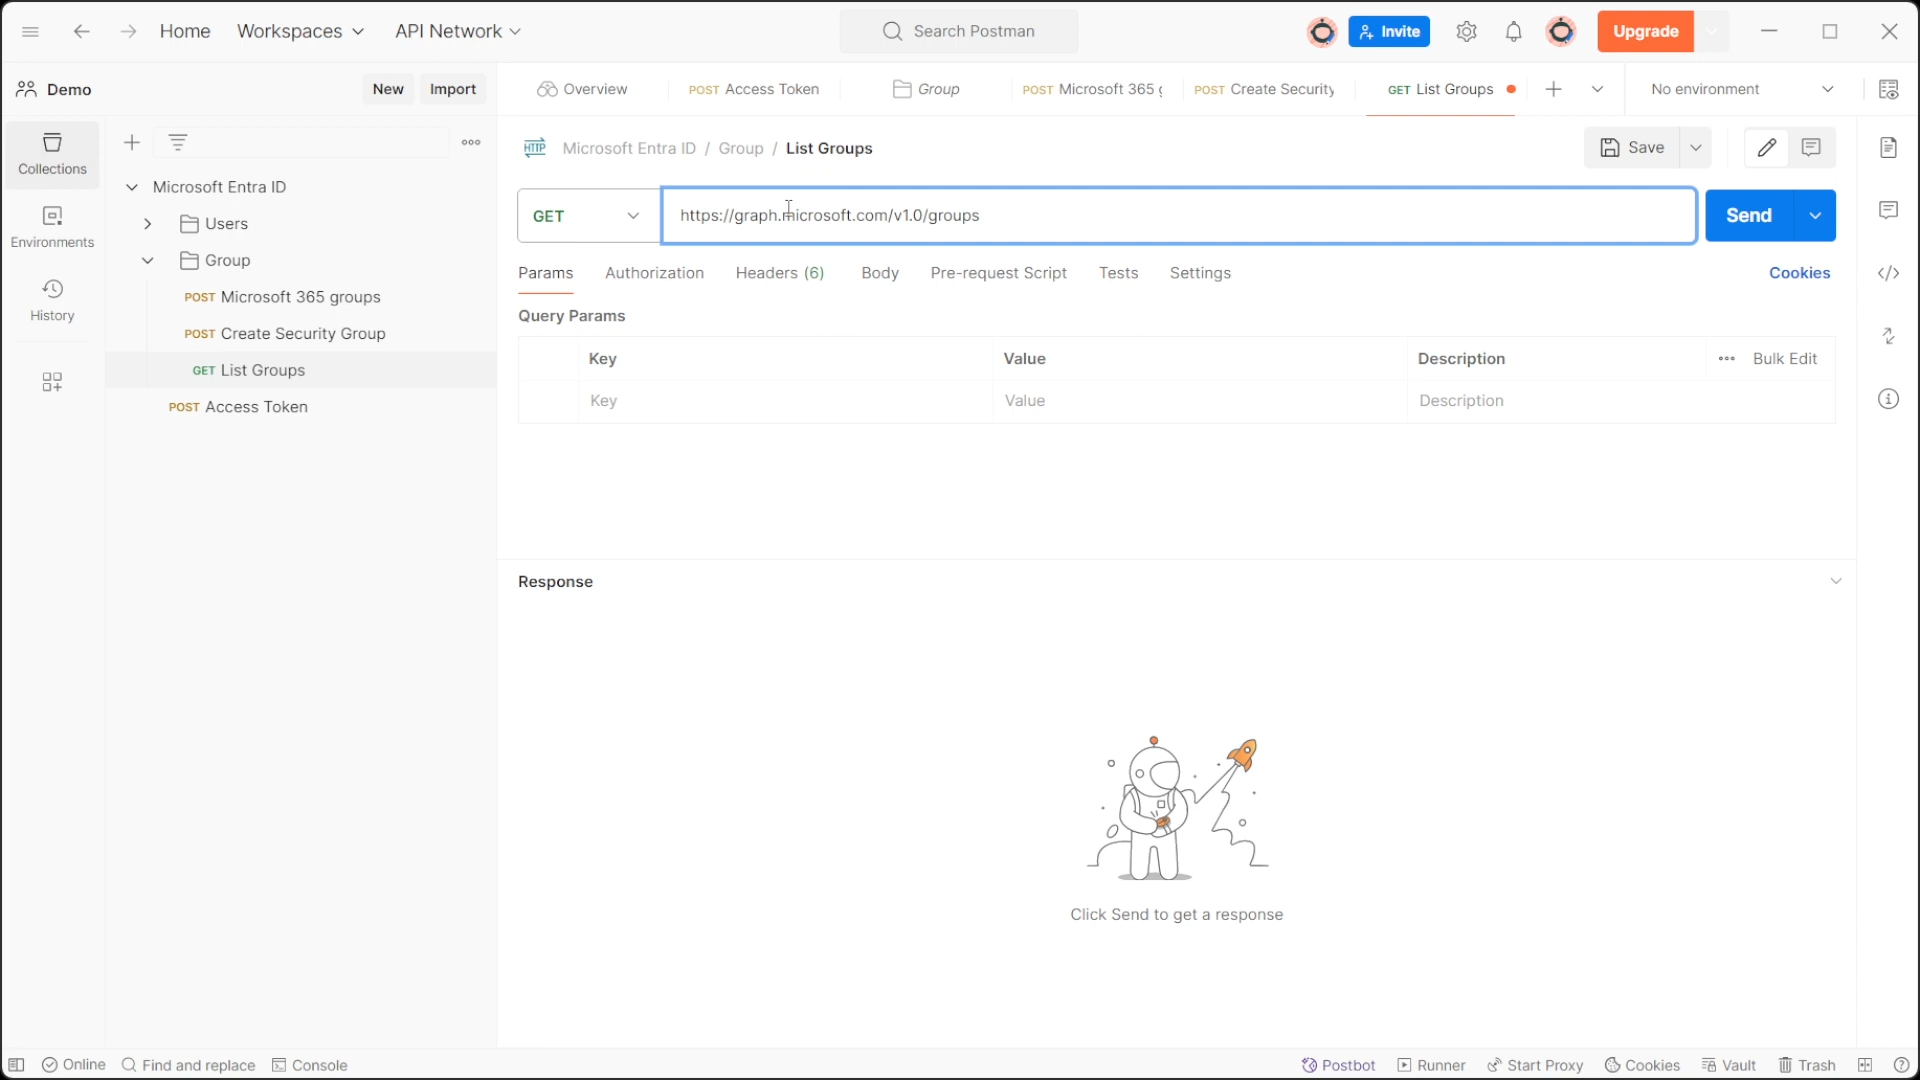 Home Workspaces API Network Search Postman Invite Upgrade
Demo New Import Overview POST Access Token Group POST Microsoft 365 g POST Create Security GET List Groups No environment
Collections
Environments
History
Microsoft Entra ID
Users
Group
POST Microsoft 365 groups
POST Create Security Group
GET List Groups
POST Access Token
HTTP Microsoft Entra ID / Group / List Groups Save
GET https://graph.microsoft.com/v1.0/groups Send
Params Authorization Headers (6) Body Pre-request Script Tests Settings Cookies
Query Params
Key Value Description Bulk Edit
Key Value Description
Response
Click Send to get a response
Online Find and replace Console Postbot Runner Start Proxy Cookies Vault Trash